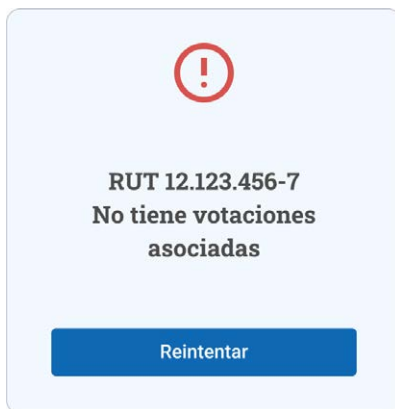 RUT 12.123.456-7
No tiene votaciones
asociadas
Reintentar